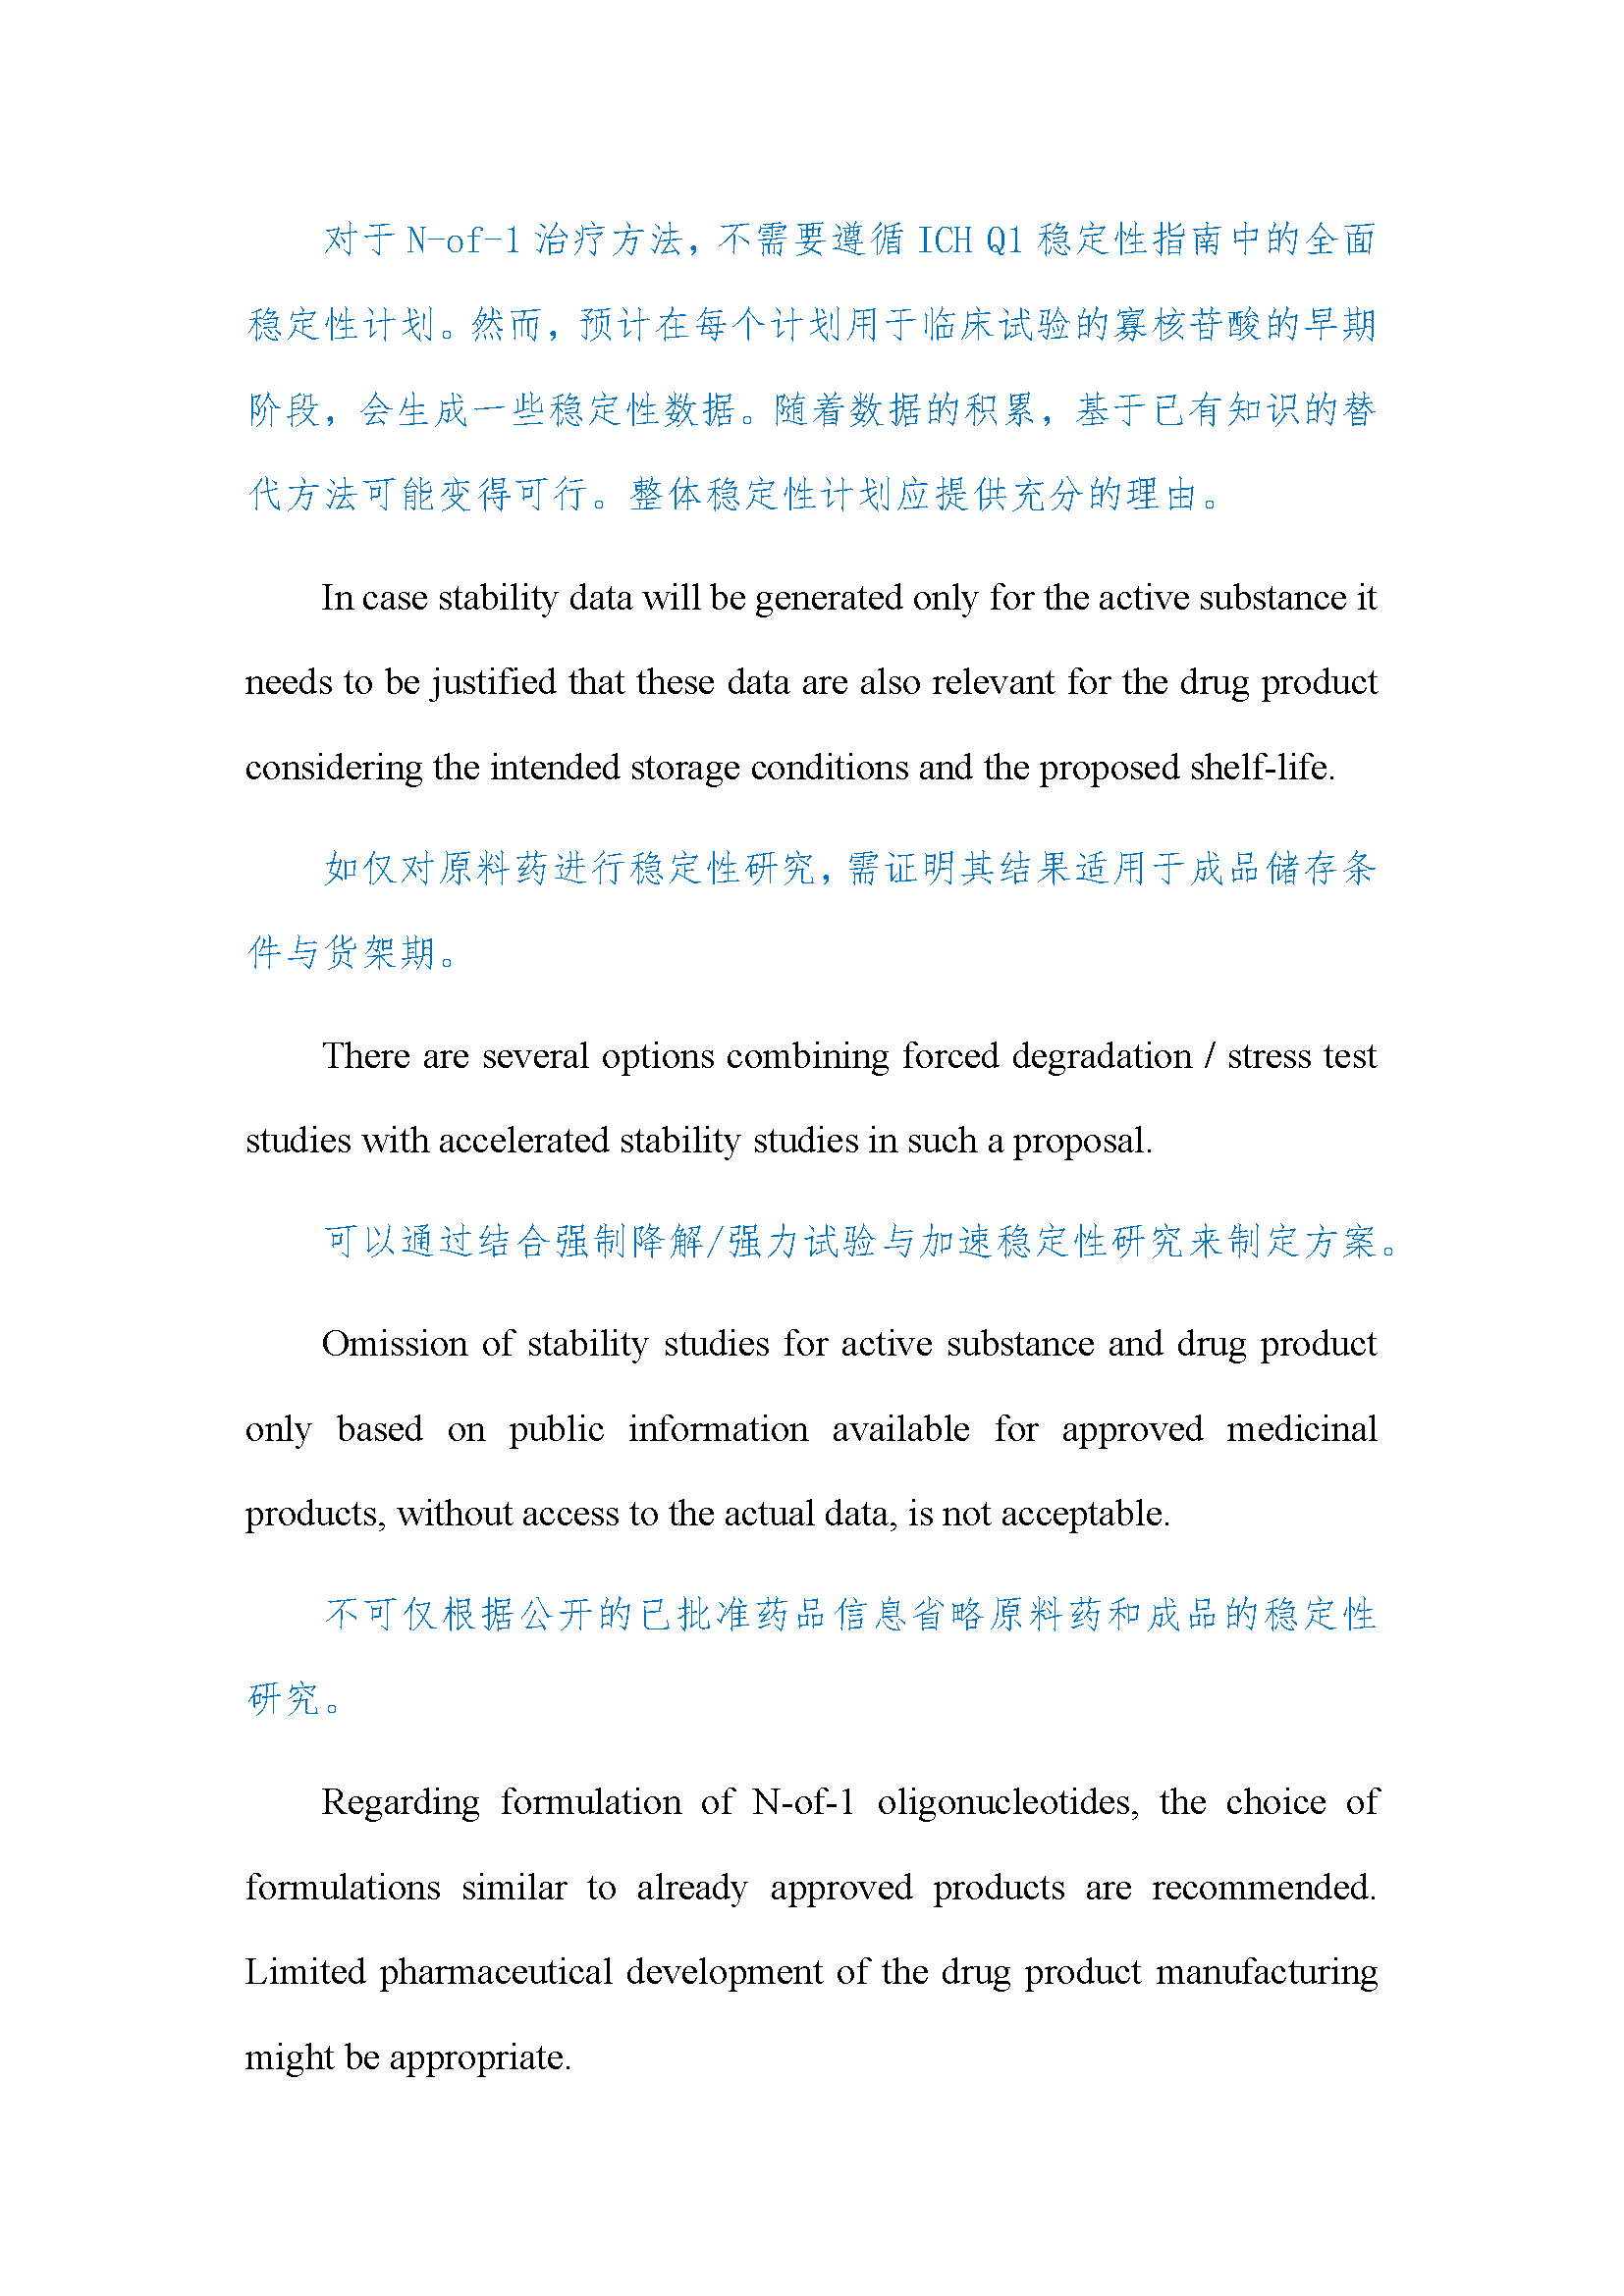 对于 N-of-1 治疗方法，不需要遵循 ICH Q1 稳定性指南中的全面
稳定性计划。然而，预计在每个计划用于临床试验的寡核苷酸的早期
阶段，会生成一些稳定性数据。随着数据的积累，基于已有知识的替
代方法可能变得可行。整体稳定性计划应提供充分的理由。
In case stability data will be generated only for the active substance it
needs to be justified that these data are also relevant for the drug product
considering the intended storage conditions and the proposed shelf-life.
如仅对原料药进行稳定性研究，需证明其结果适用于成品储存条
件与货架期。
There are several options combining forced degradation / stress test
studies with accelerated stability studies in such a proposal.
可以通过结合强制降解/强力试验与加速稳定性研究来制定方案。
Omission of stability studies for active substance and drug product
only based on public information available for approved medicinal
products, without access to the actual data, is not acceptable.
不可仅根据公开的已批准药品信息省略原料药和成品的稳定性
研究。
Regarding formulation of N-of-1 oligonucleotides, the choice of
formulations similar to already approved products are recommended.
Limited pharmaceutical development of the drug product manufacturing
might be appropriate.